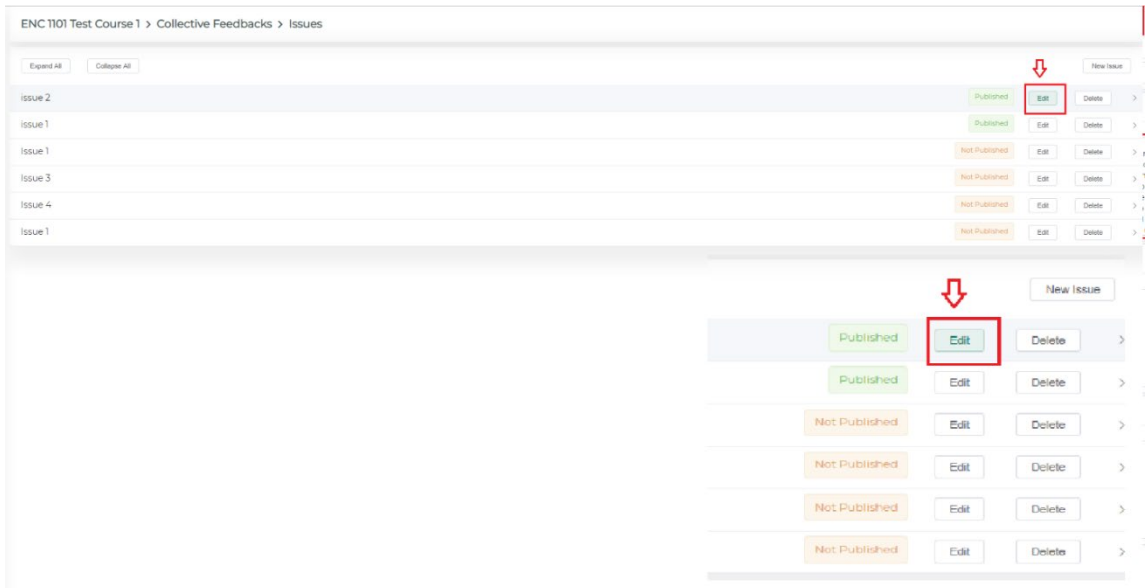 ENC 1101 Test Course 1 > Collective Feedbacks > Issues
Expand All Collapse All New Issue
issue 2 Published Edit Delete >
issue 1 Published Edit Delete >
Issue 1 Not Published Edit Delete >
Issue 3 Not Published Edit Delete >
Issue 4 Not Published Edit Delete >
Issue 1 Not Published Edit Delete >
New Issue
Published Edit Delete >
Published Edit Delete >
Not Published Edit Delete >
Not Published Edit Delete >
Not Published Edit Delete >
Not Published Edit Delete >